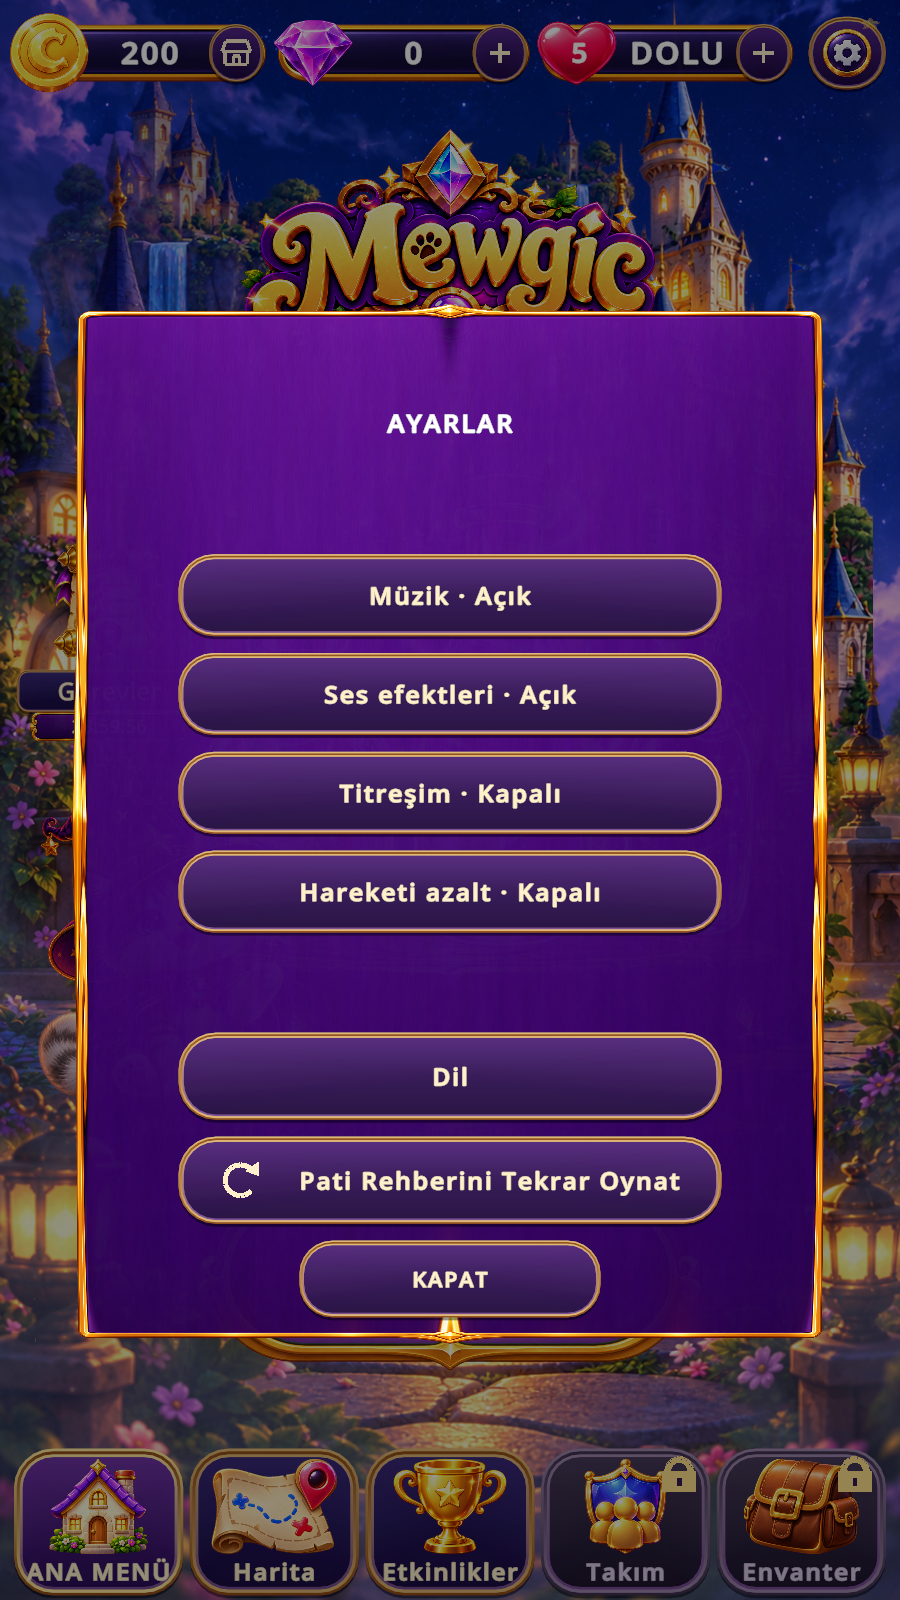 200
0
5
DOLU
Mewgic
AYARLAR
Müzik · Açık
Ses efektleri · Açık
Titreşim · Kapalı
Hareketi azalt · Kapalı
Görevler
Dil
Pati Rehberini Tekrar Oynat
KAPAT
ANA MENÜ
Harita
Etkinlikler
Takım
Envanter